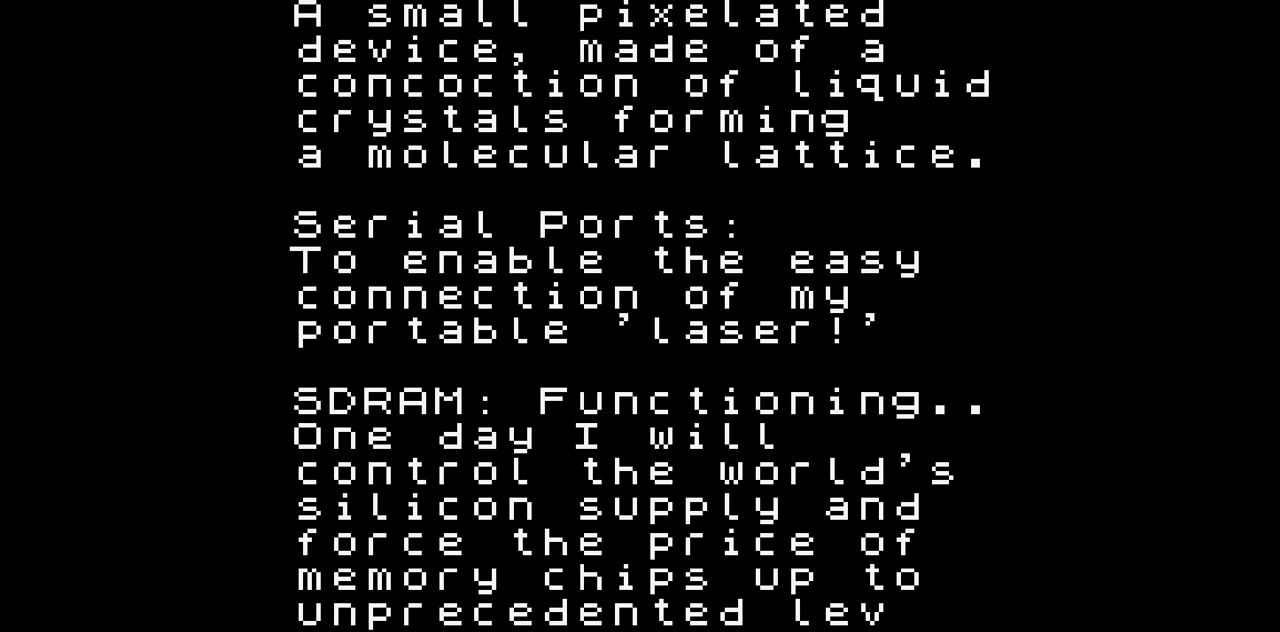 A small pixelated
device, made of a
concoction of liquid
crystals forming
a molecular lattice.
Serial Ports:
To enable the easy
connection of my
portable 'laser!'
SDRAM: Functioning..
One day I will
control the world's
silicon supply and
force the price of
memory chips up to
unprecedented lev